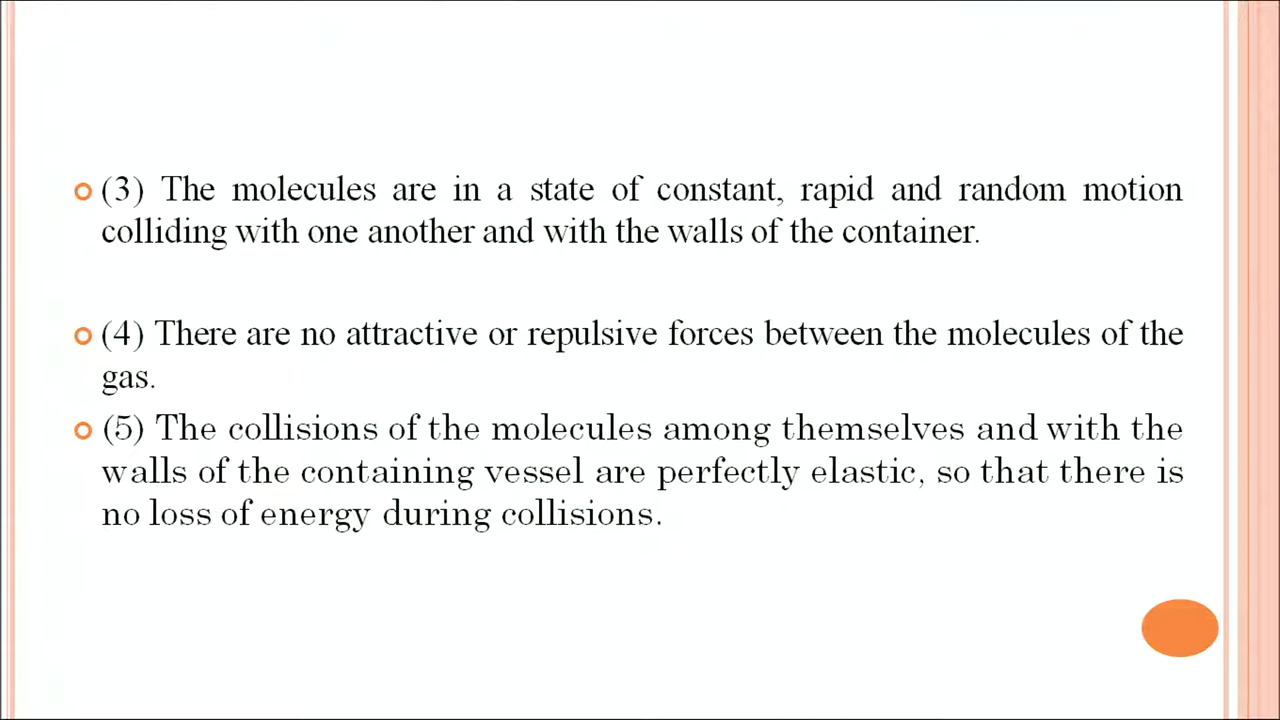 (3) The molecules are in a state of constant, rapid and random motion
colliding with one another and with the walls of the container.
(4) There are no attractive or repulsive forces between the molecules of the
gas.
(5) The collisions of the molecules among themselves and with the
walls of the containing vessel are perfectly elastic, so that there is
no loss of energy during collisions.